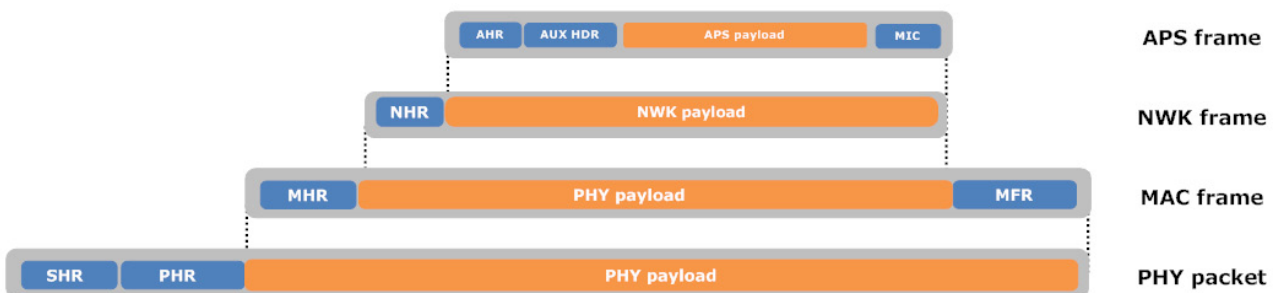 AHR AUX HDR APS payload MIC APS frame
NHR NWK payload NWK frame
MHR PHY payload MFR MAC frame
SHR PHR PHY payload PHY packet